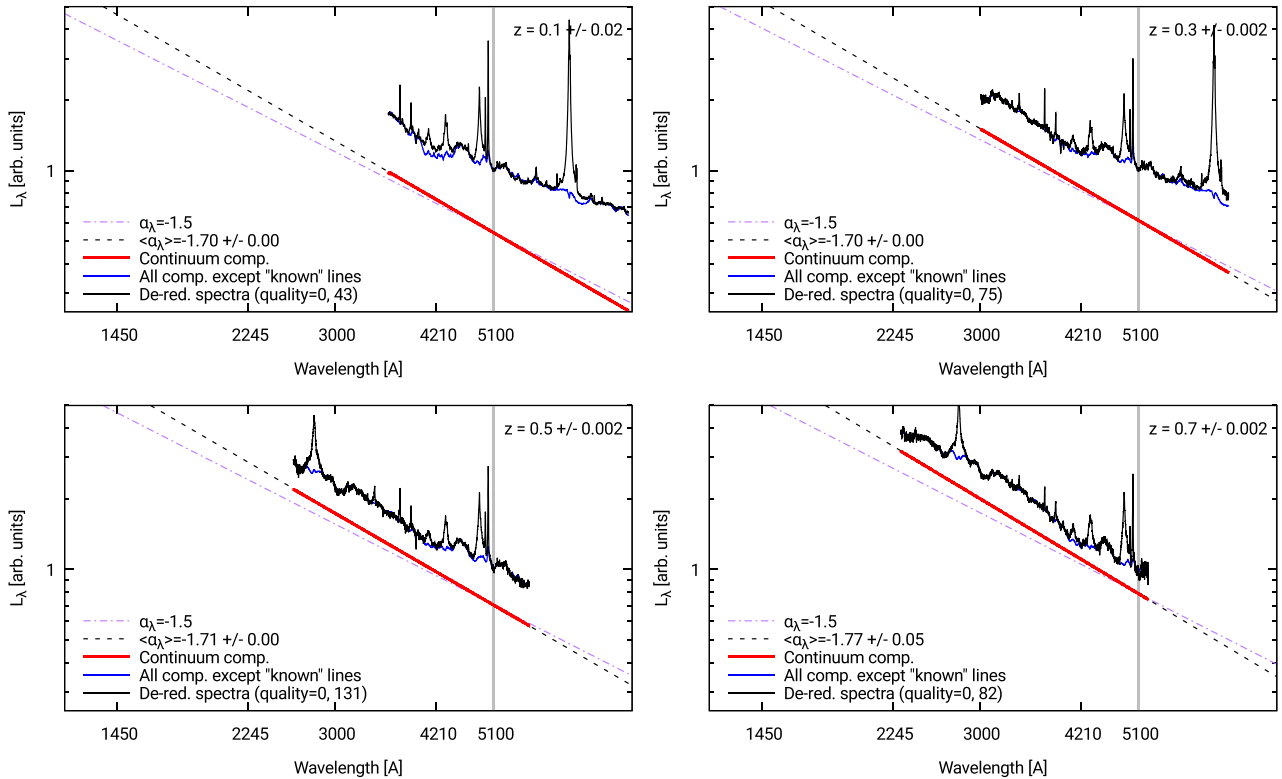 z = 0.1 +/- 0.02
L_λ [arb. units]
1
α_λ=-1.5
<α_λ>=-1.70 +/- 0.00
Continuum comp.
All comp. except "known" lines
De-red. spectra (quality=0, 43)
1450 2245 3000 4210 5100
Wavelength [A]
z = 0.3 +/- 0.002
L_λ [arb. units]
1
α_λ=-1.5
<α_λ>=-1.70 +/- 0.00
Continuum comp.
All comp. except "known" lines
De-red. spectra (quality=0, 75)
1450 2245 3000 4210 5100
Wavelength [A]
z = 0.5 +/- 0.002
L_λ [arb. units]
1
α_λ=-1.5
<α_λ>=-1.71 +/- 0.00
Continuum comp.
All comp. except "known" lines
De-red. spectra (quality=0, 131)
1450 2245 3000 4210 5100
Wavelength [A]
z = 0.7 +/- 0.002
L_λ [arb. units]
1
α_λ=-1.5
<α_λ>=-1.77 +/- 0.05
Continuum comp.
All comp. except "known" lines
De-red. spectra (quality=0, 82)
1450 2245 3000 4210 5100
Wavelength [A]